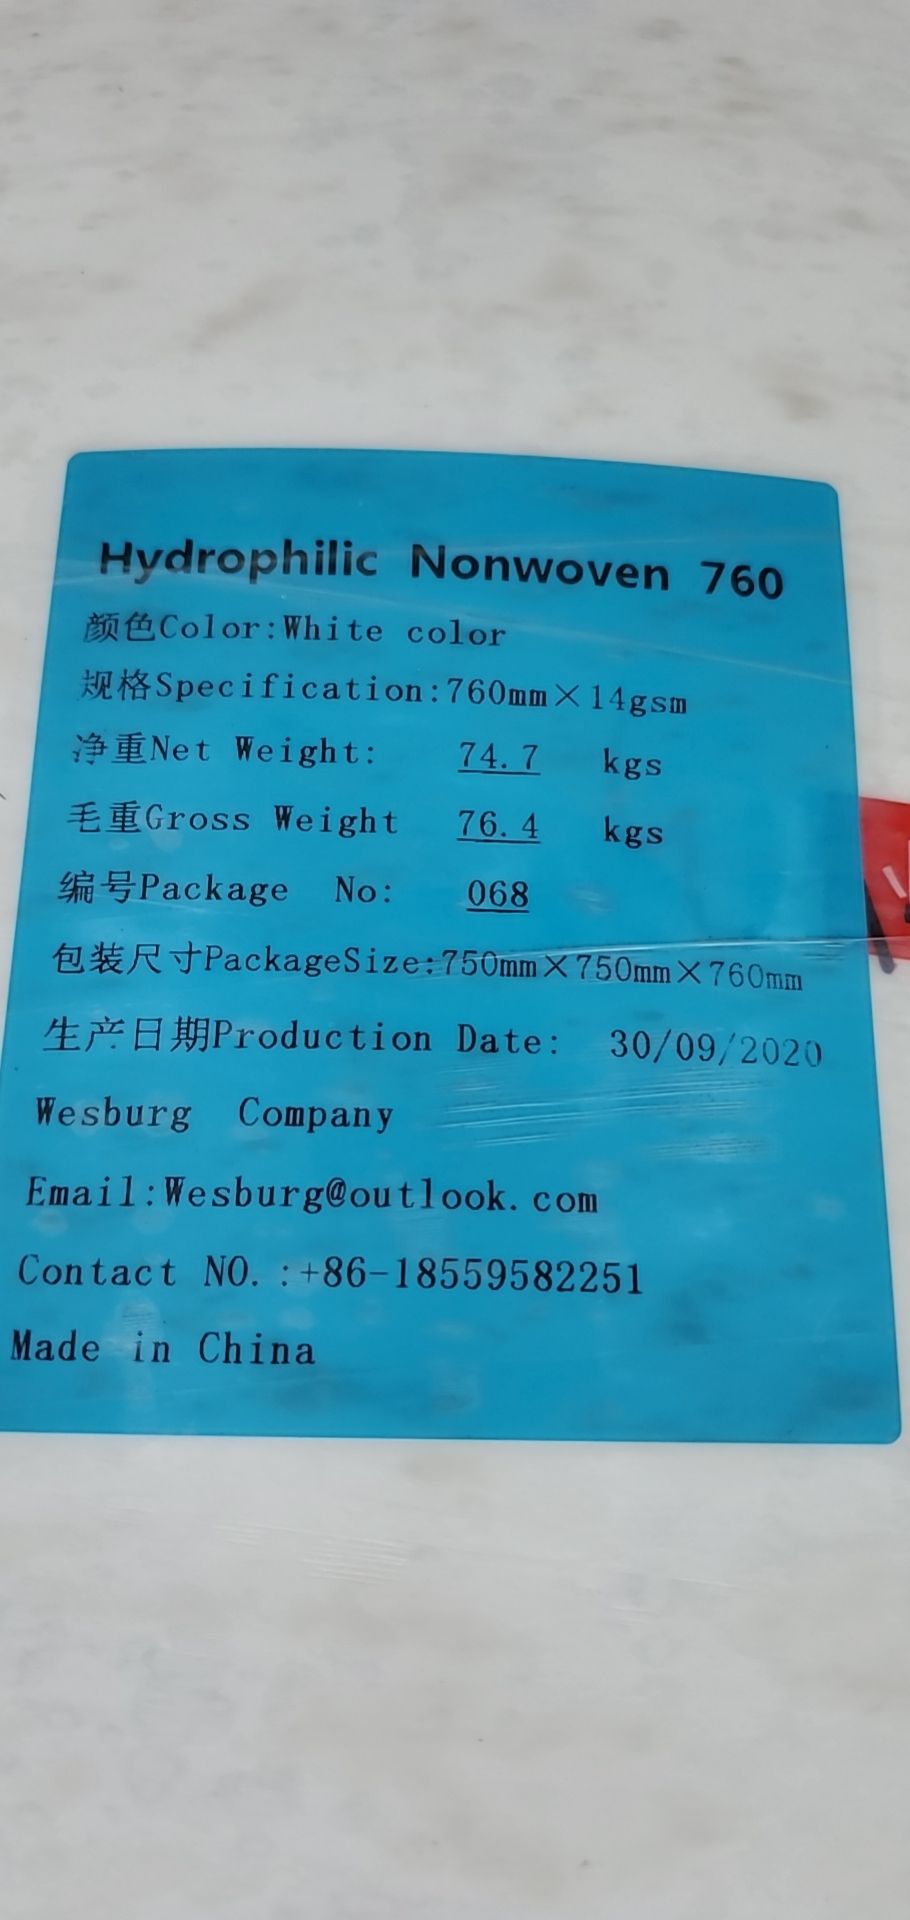 Hydrophilic Nonwoven 760
颜色Color:White color
规格Specification:760mm×14gsm
净重Net Weight: 74.7 kgs
毛重Gross Weight 76.4 kgs
编号Package No: 068
包装尺寸PackageSize:750mm×750mm×760mm
生产日期Production Date: 30/09/2020
Wesburg Company
Email:Wesburg@outlook.com
Contact NO.:+86-18559582251
Made in China